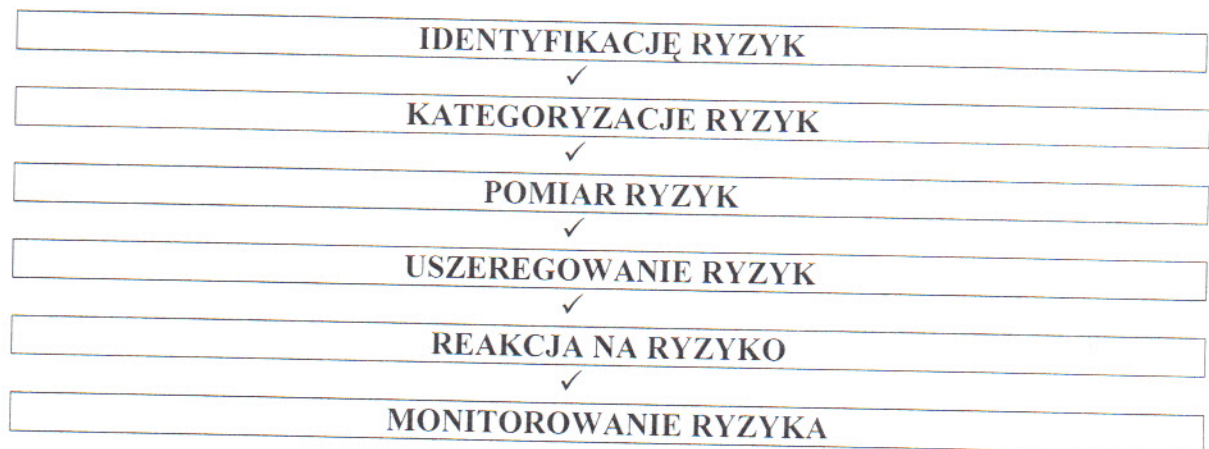 IDENTYFIKACJĘ RYZYK
✓
KATEGORYZACJE RYZYK
✓
POMIAR RYZYK
✓
USZEREGOWANIE RYZYK
✓
REAKCJA NA RYZYKO
✓
MONITOROWANIE RYZYKA